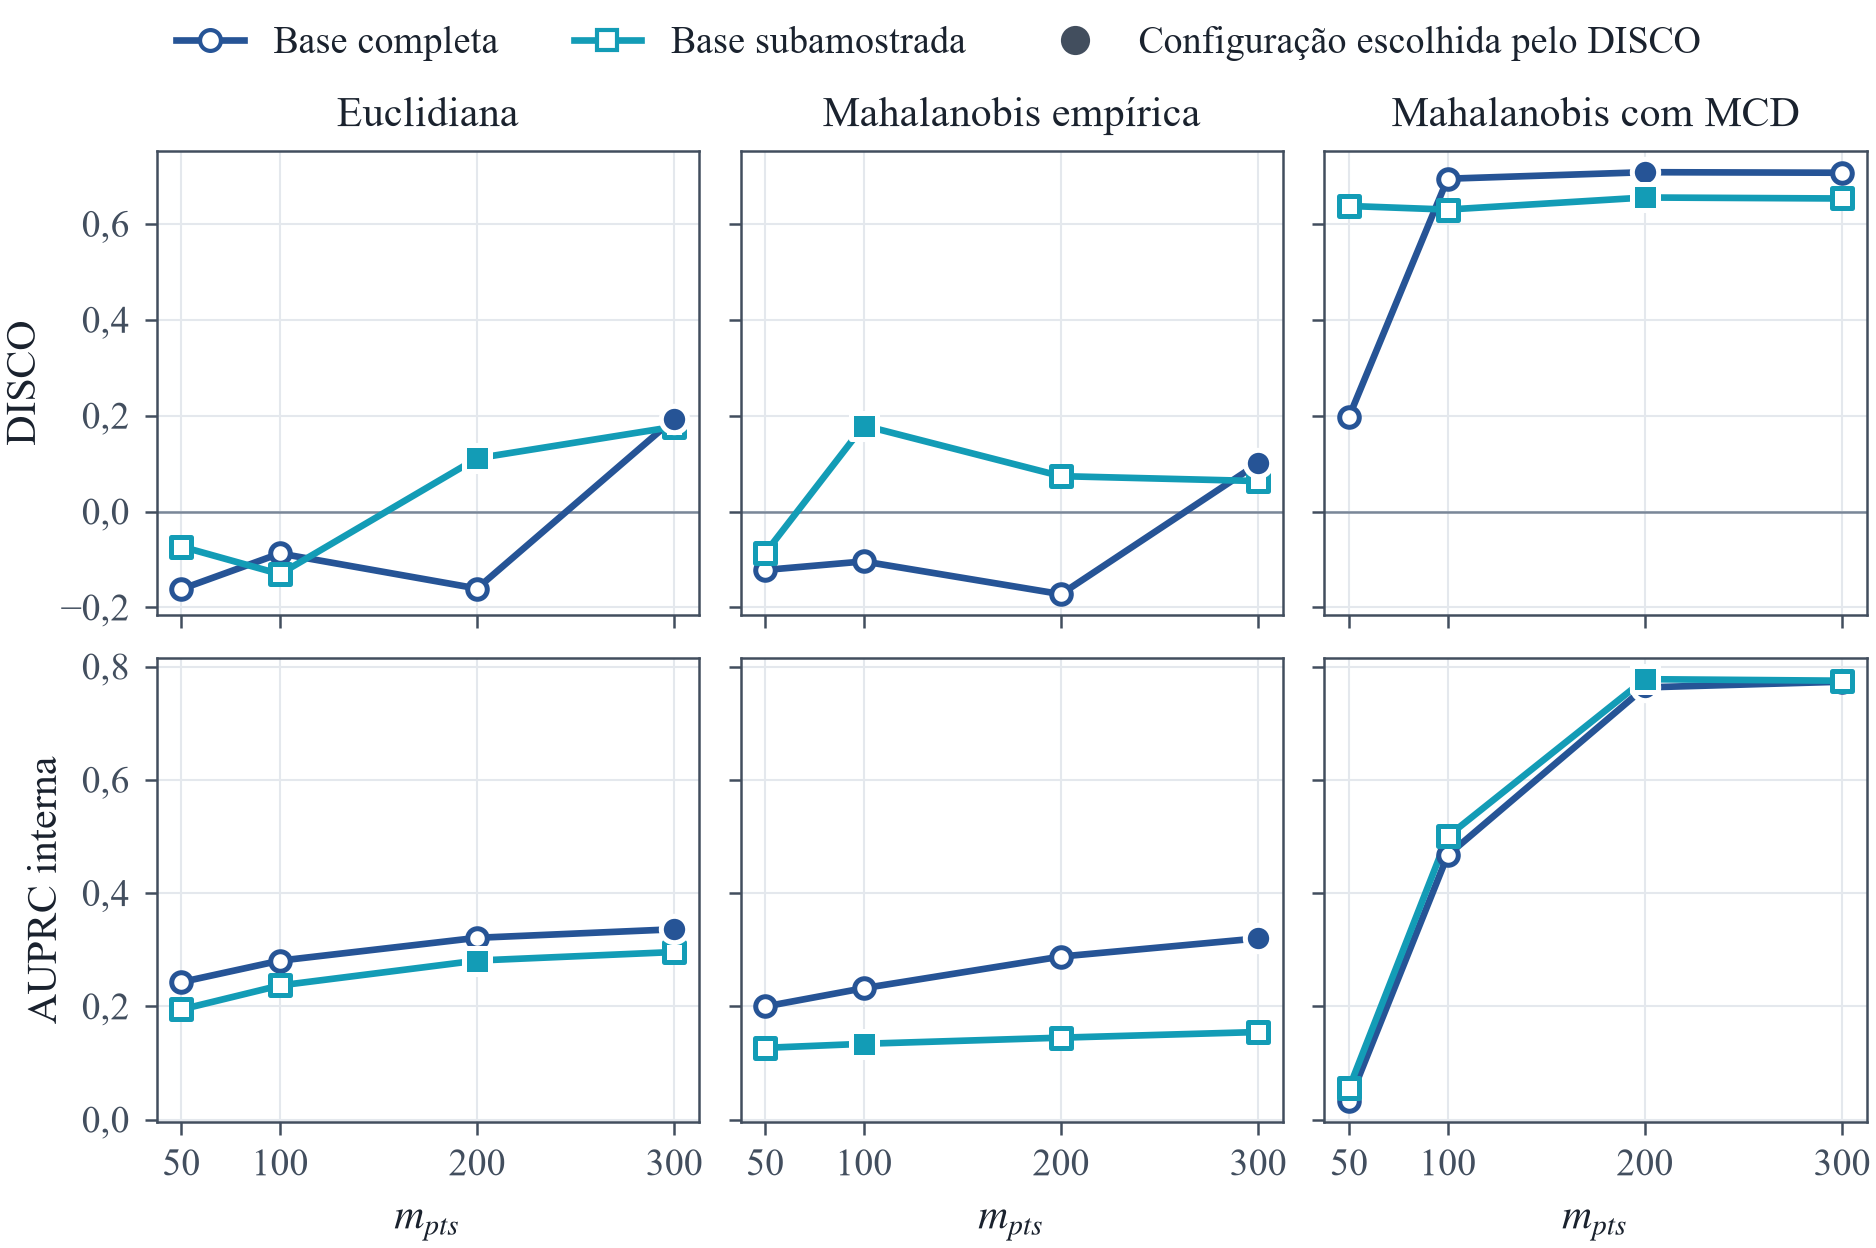 Base completa Base subamostrada Configuração escolhida pelo DISCO
Euclidiana Mahalanobis empírica Mahalanobis com MCD
DISCO
0,6
0,4
0,2
0,0
−0,2
AUPRC interna
0,8
0,6
0,4
0,2
0,0
50 100 200 300 50 100 200 300 50 100 200 300
m_pts m_pts m_pts